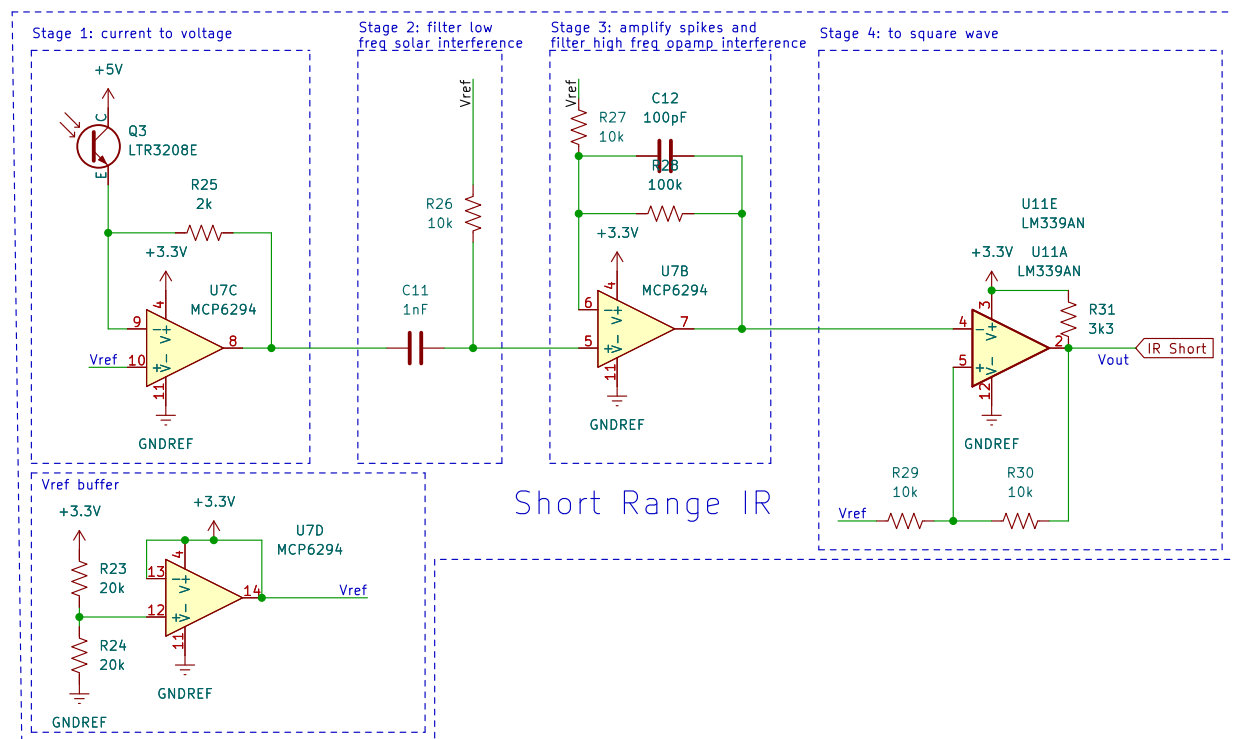 Stage 1: current to voltage
+5V
C
Q3
LTR3208E
E
R25
2k
+3.3V
U7C
MCP6294
4
9
8
10
11
V+
V-
Vref
GNDREF
Stage 2: filter low
freq solar interference
Vref
R26
10k
C11
1nF
Stage 3: amplify spikes and
filter high freq opamp interference
Vref
R27
10k
C12
100pF
R28
100k
+3.3V
U7B
MCP6294
4
6
7
5
11
V+
V-
GNDREF
Stage 4: to square wave
U11E
LM339AN
+3.3V
U11A
LM339AN
R31
3k3
3
4
2
5
12
V+
V-
IR Short
Vout
GNDREF
R29
10k
R30
10k
Vref
Vref buffer
+3.3V
+3.3V
U7D
MCP6294
R23
20k
4
13
14
12
11
V+
V-
Vref
R24
20k
GNDREF
GNDREF
Short Range IR